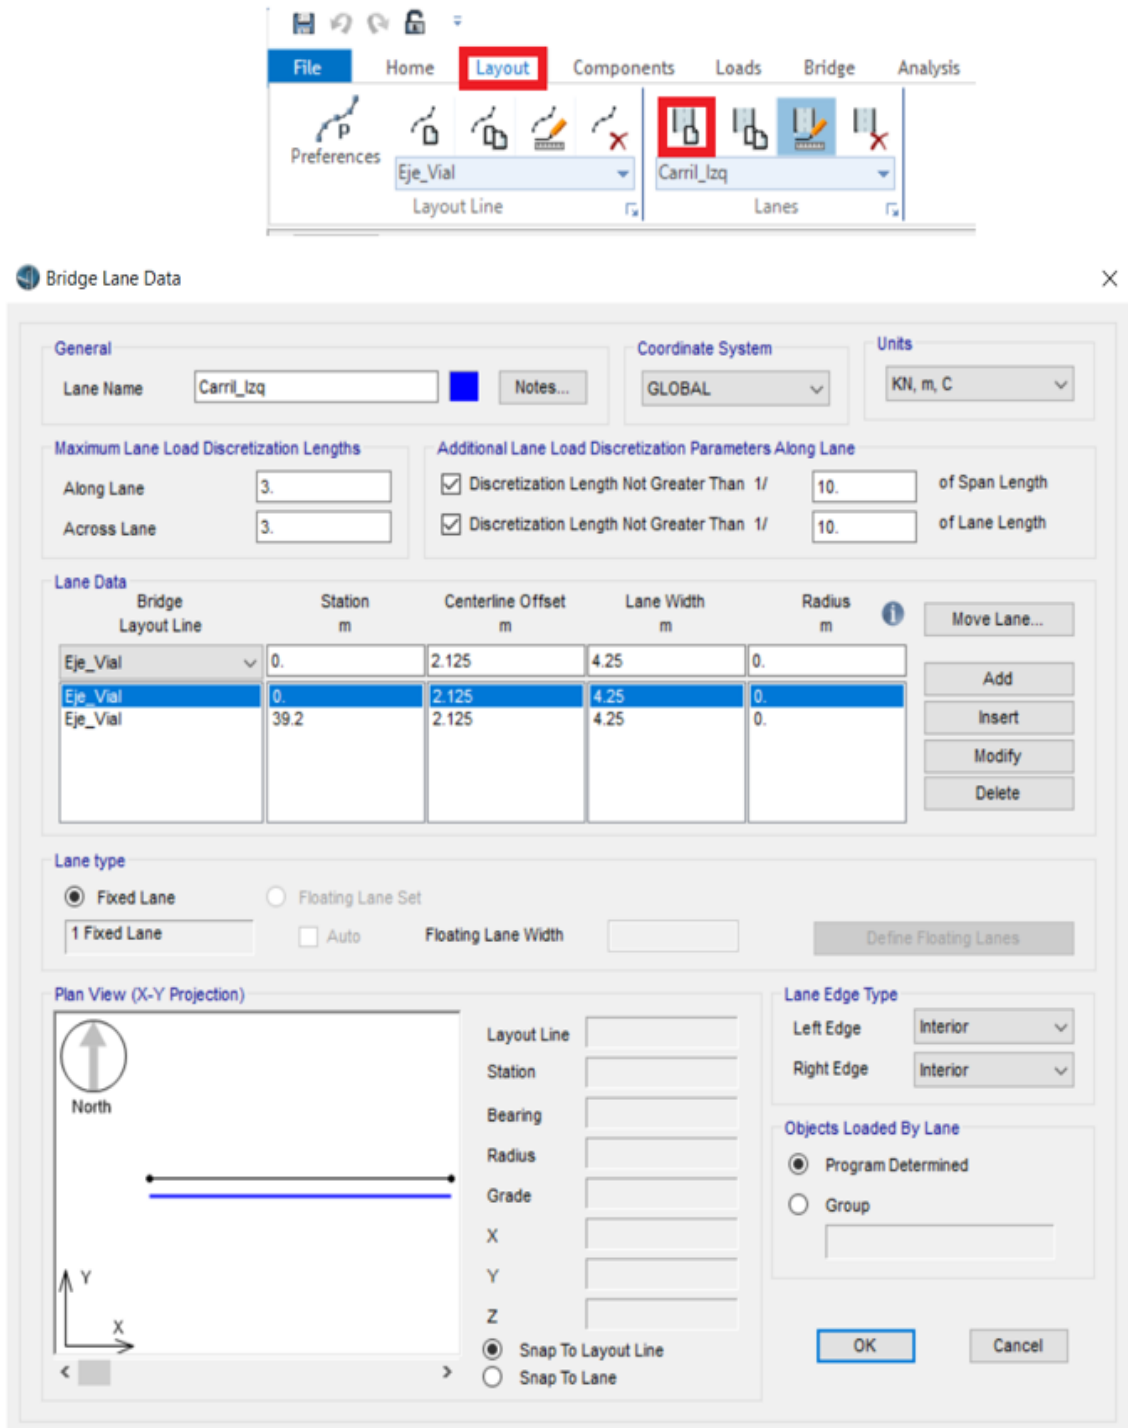 File Home Layout Components Loads Bridge Analysis
P
Preferences
Eje_Vial
Carril_Izq
Layout Line
Lanes
Bridge Lane Data
General
Lane Name Carril_Izq Notes...
Coordinate System
GLOBAL
Units
KN, m, C
Maximum Lane Load Discretization Lengths
Along Lane 3.
Across Lane 3.
Additional Lane Load Discretization Parameters Along Lane
Discretization Length Not Greater Than 1/ 10. of Span Length
Discretization Length Not Greater Than 1/ 10. of Lane Length
Lane Data
Bridge Station Centerline Offset Lane Width Radius
Layout Line m m m m
Move Lane...
Eje_Vial 0. 2.125 4.25 0.
Eje_Vial 0. 2.125 4.25 0.
Eje_Vial 39.2 2.125 4.25 0.
Add
Insert
Modify
Delete
Lane type
Fixed Lane Floating Lane Set
1 Fixed Lane Auto Floating Lane Width Define Floating Lanes
Plan View (X-Y Projection)
North
Y
X
Layout Line
Station
Bearing
Radius
Grade
X
Y
Z
Snap To Layout Line
Snap To Lane
Lane Edge Type
Left Edge Interior
Right Edge Interior
Objects Loaded By Lane
Program Determined
Group
OK Cancel